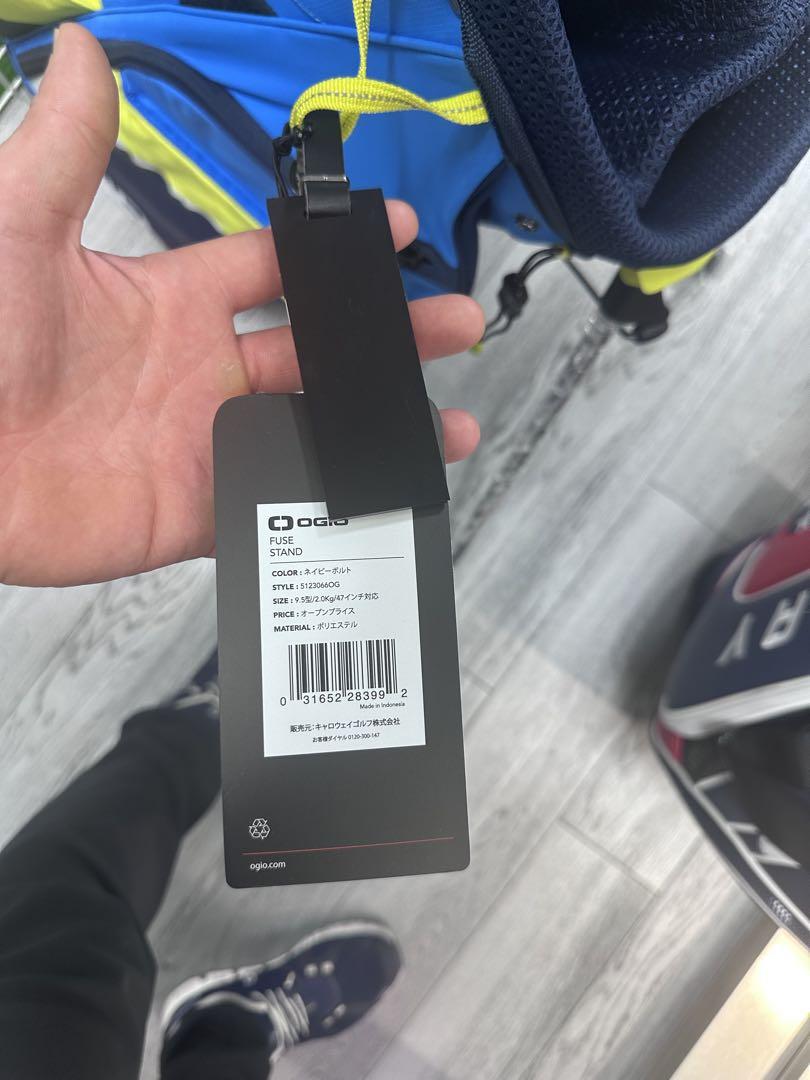 OGIO
FUSE
STAND
COLOR : ネイビーボルト
STYLE : 5123066OG
SIZE : 9.5型/2.0Kg/47インチ対応
PRICE : オープンプライス
MATERIAL : ポリエステル
0 31652 28399 2
Made in Indonesia
販売元：キャロウェイゴルフ株式会社
お客様ダイヤル 0120-300-147
ogio.com